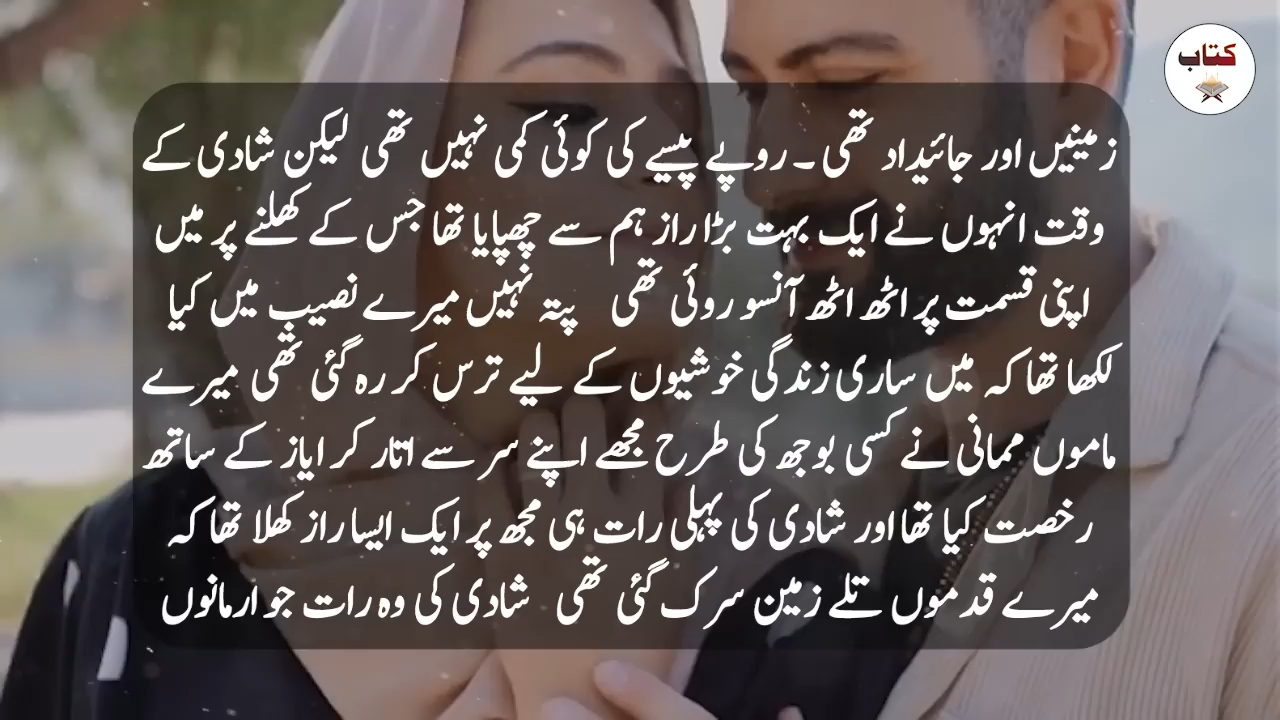 کتاب
زمینیں اور جائیداد تھی۔ روپے پیسے کی کوئی کمی نہیں تھی لیکن شادی کے
وقت انہوں نے ایک بہت بڑا راز ہم سے چھپایا تھا جس کے کھلنے پر میں
اپنی قسمت پر اٹھ اٹھ آنسو روئی تھی پتہ نہیں میرے نصیب میں کیا
لکھا تھا کہ میں ساری زندگی خوشیوں کے لیے ترس کر رہ گئی تھی میرے
ماموں ممانی نے کسی بوجھ کی طرح مجھے اپنے سر سے اتار کر ایاز کے ساتھ
رخصت کیا تھا اور شادی کی پہلی رات ہی مجھ پر ایک ایسا راز کھلا تھا کہ
میرے قدموں تلے زمین سرک گئی تھی شادی کی وہ رات جو ارمانوں